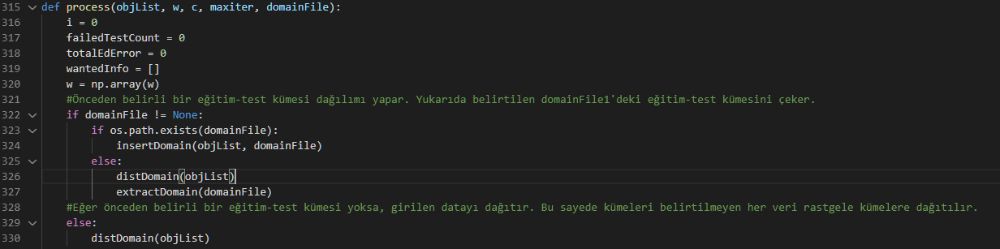 315 def process(objList, w, c, maxiter, domainFile):
316     i = 0
317     failedTestCount = 0
318     totalEdError = 0
319     wantedInfo = []
320     w = np.array(w)
321     #Önceden belirli bir eğitim-test kümesi dağılımı yapar. Yukarıda belirtilen domainFile1'deki eğitim-test kümesini çeker.
322     if domainFile != None:
323         if os.path.exists(domainFile):
324             insertDomain(objList, domainFile)
325         else:
326             distDomain(objList)
327             extractDomain(domainFile)
328     #Eğer önceden belirli bir eğitim-test kümesi yoksa, girilen datayı dağıtır. Bu sayede kümeleri belirtilmeyen her veri rastgele kümelere dağıtılır.
329     else:
330         distDomain(objList)